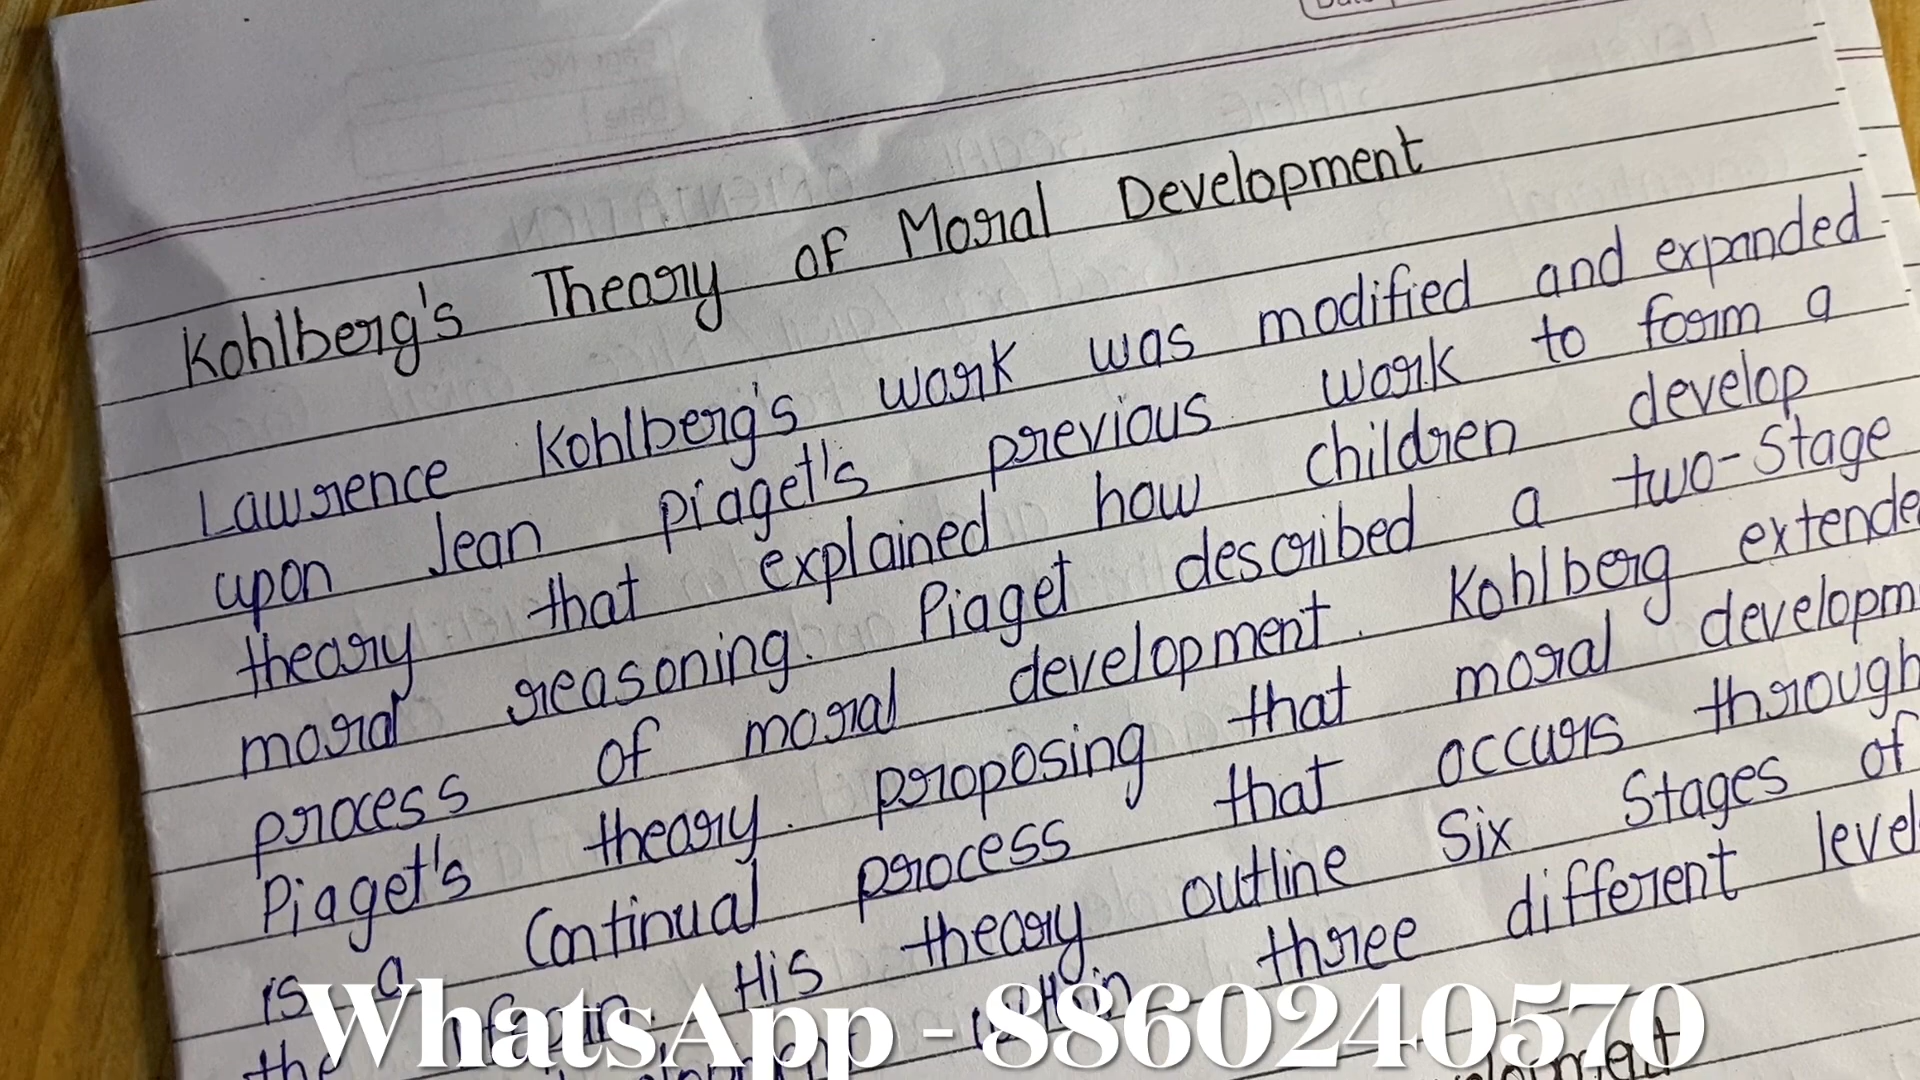 Kohlberg's Theory of Moral Development
Lawrence Kohlberg's work was modified and expanded
upon Jean Piaget's previous work to form a
theory that explained how children develop
moral reasoning. Piaget described a two-Stage
process of moral development. Kohlberg extende
Piaget's theory. proposing that moral developm
is a Continual process that occurs through
the His theory outline Six Stages of
within three different level
WhatsApp - 8860240570